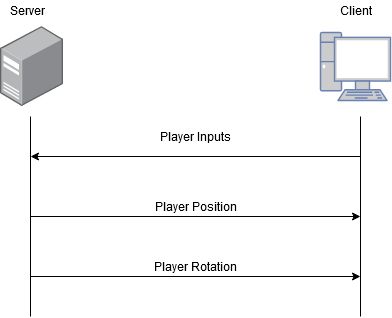 Server
Client
Player Inputs
Player Position
Player Rotation